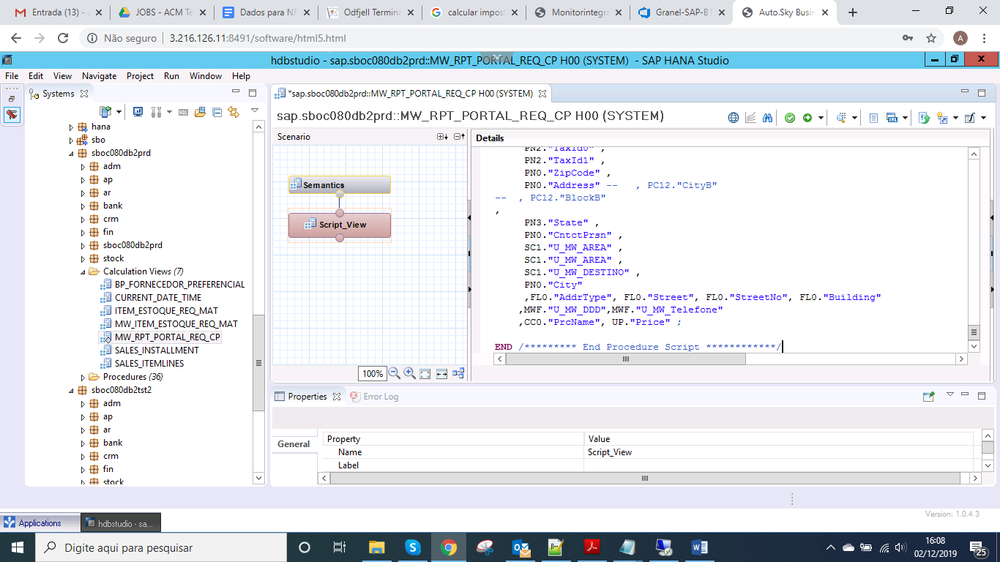 Entrada (13) - A
JOBS - ACM Te
Dados para NF
Odfjell Termina
calcular impost
Monitorintegra
Granel-SAP-B1
Auto.Sky Busin
Não seguro | 3.216.126.11:8491/software/html5.html
A
hdbstudio - sap.sboc080db2prd::MW_RPT_PORTAL_REQ_CP H00 (SYSTEM) - SAP HANA Studio
File Edit View Navigate Project Run Window Help
Systems
hana
sbo
sboc080db2prd
adm
ap
ar
bank
crm
fin
sboc080db2prd
stock
Calculation Views (7)
BP_FORNECEDOR_PREFERENCIAL
CURRENT_DATE_TIME
ITEM_ESTOQUE_REQ_MAT
MW_ITEM_ESTOQUE_REQ_MAT
MW_RPT_PORTAL_REQ_CP
SALES_INSTALLMENT
SALES_ITEMLINES
Procedures (36)
sboc080db2tst2
adm
ap
ar
bank
crm
fin
stock
*sap.sboc080db2prd::MW_RPT_PORTAL_REQ_CP H00 (SYSTEM)
sap.sboc080db2prd::MW_RPT_PORTAL_REQ_CP H00 (SYSTEM)
SQL
Scenario
Semantics
Script_View
100%
Details
PN2."TaxId0" ,
PN2."TaxId1" ,
PN0."ZipCode" ,
PN0."Address" -- , PC12."CityB"
-- , PC12."BlockB"
,
PN3."State" ,
PN0."CntctPrsn" ,
SC1."U_MW_AREA" ,
SC1."U_MW_AREA" ,
SC1."U_MW_DESTINO" ,
PN0."City"
,FL0."AddrType", FL0."Street", FL0."StreetNo", FL0."Building"
,MWF."U_MW_DDD",MWF."U_MW_Telefone"
,CC0."PrcName", UP."Price" ;
END /********* End Procedure Script ************/
Properties
Error Log
General
Property Value
Name Script_View
Label
Version: 1.0.4.3
Applications
hdbstudio - sa...
Digite aqui para pesquisar
16:08
02/12/2019
25